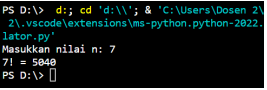 PS D:\> d:; cd 'd:\\'; & 'C:\Users\Dosen 2\
2\.vscode\extensions\ms-python.python-2022.
lator.py'
Masukkan nilai n: 7
7! = 5040
PS D:\>